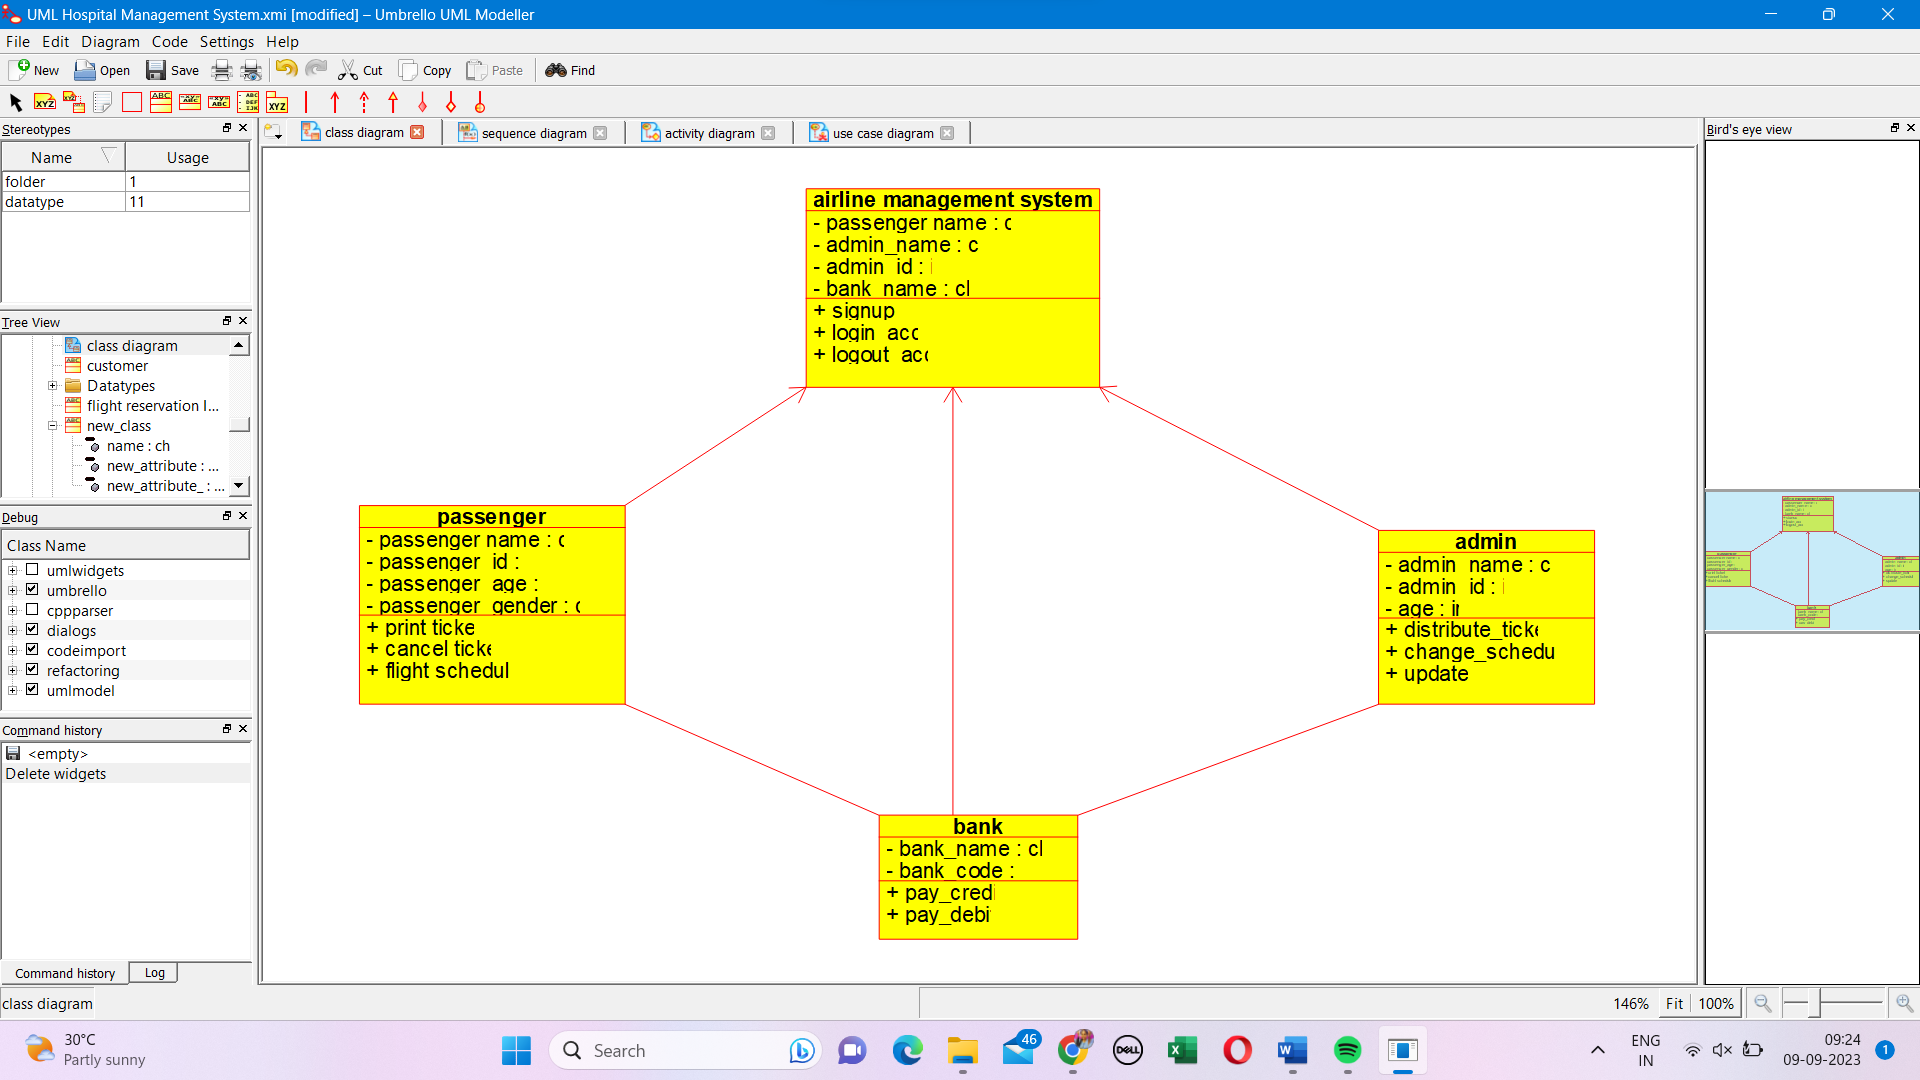 UML Hospital Management System.xmi [modified] – Umbrello UML Modeller
File Edit Diagram Code Settings Help
New Open Save Cut Copy Paste Find
Stereotypes
Name Usage
folder 1
datatype 11
Tree View
class diagram
customer
Datatypes
flight reservation I...
new_class
name : ch
new_attribute : ...
new_attribute_ : ...
Debug
Class Name
umlwidgets
umbrello
cppparser
dialogs
codeimport
refactoring
umlmodel
Command history
<empty>
Delete widgets
Command history Log
class diagram
class diagram sequence diagram activity diagram use case diagram
airline management system
- passenger name : c
- admin_name : c
- admin_id : i
- bank_name : cl
+ signup
+ login_acc
+ logout_acc
passenger
- passenger name : c
- passenger_id :
- passenger_age :
- passenger_gender : c
+ print ticke
+ cancel ticke
+ flight schedul
admin
- admin_name : c
- admin_id : i
- age : in
+ distribute_ticke
+ change_schedu
+ update
bank
- bank_name : cl
- bank_code :
+ pay_credi
+ pay_debi
Bird's eye view
146% Fit 100%
30°C
Partly sunny
Search
46
DELL
ENG
IN
09:24
09-09-2023
1